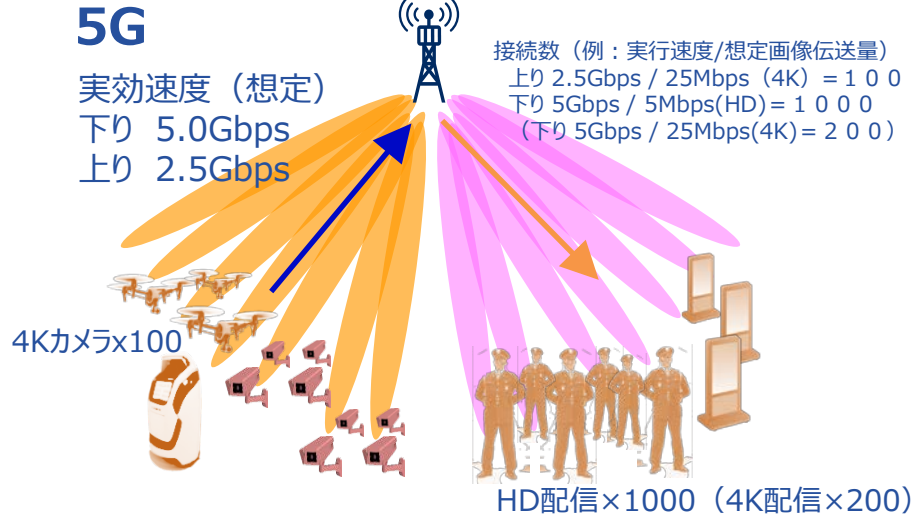 5G
実効速度（想定）
下り 5.0Gbps
上り 2.5Gbps
接続数（例：実行速度/想定画像伝送量）
上り 2.5Gbps / 25Mbps（4K）＝１００
下り 5Gbps / 5Mbps(HD)＝１０００
（下り 5Gbps / 25Mbps(4K)＝２００）
4Kカメラx100
HD配信×1000（4K配信×200）